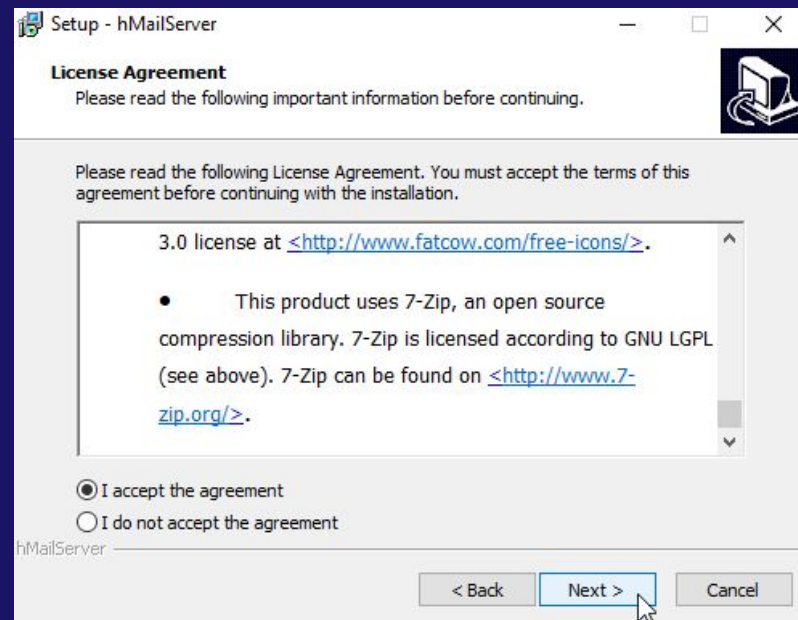 Setup - hMailServer
License Agreement
Please read the following important information before continuing.
Please read the following License Agreement. You must accept the terms of this
agreement before continuing with the installation.
3.0 license at <http://www.fatcow.com/free-icons/>.
• This product uses 7-Zip, an open source
compression library. 7-Zip is licensed according to GNU LGPL
(see above). 7-Zip can be found on <http://www.7-
zip.org/>.
I accept the agreement
I do not accept the agreement
hMailServer
< Back Next > Cancel